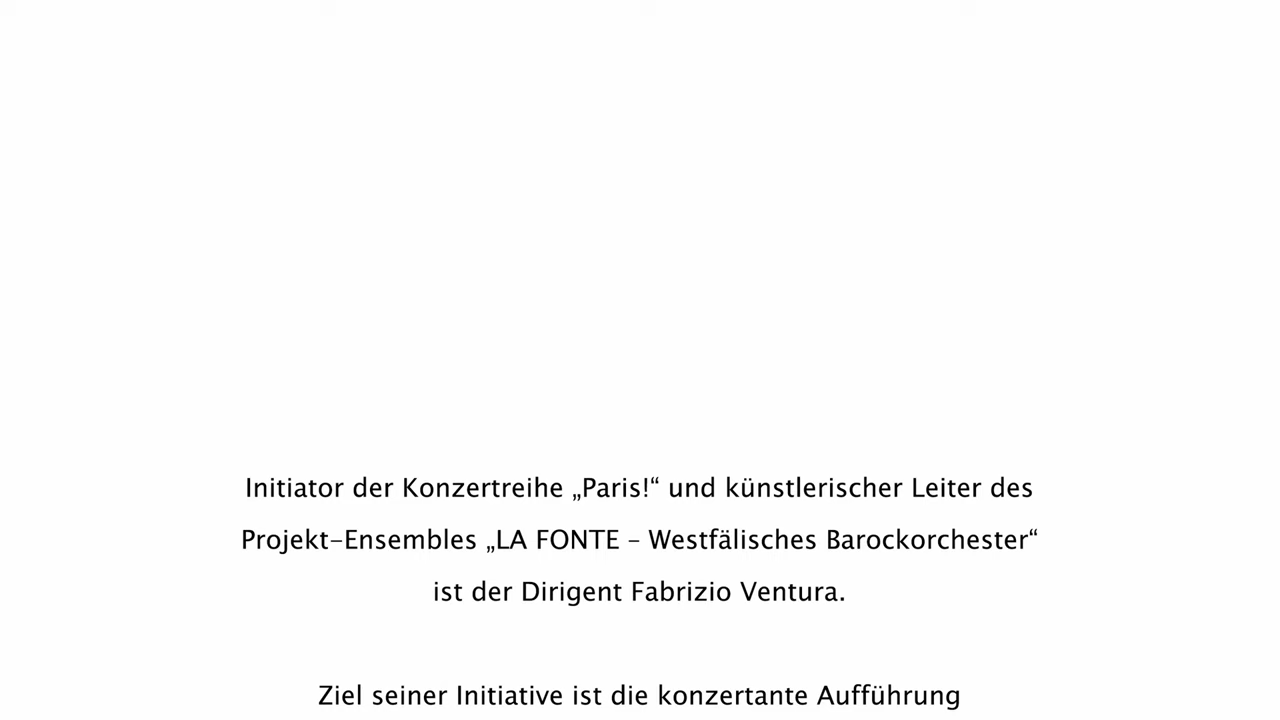 Initiator der Konzertreihe „Paris!“ und künstlerischer Leiter des
Projekt-Ensembles „LA FONTE – Westfälisches Barockorchester“
ist der Dirigent Fabrizio Ventura.
Ziel seiner Initiative ist die konzertante Aufführung